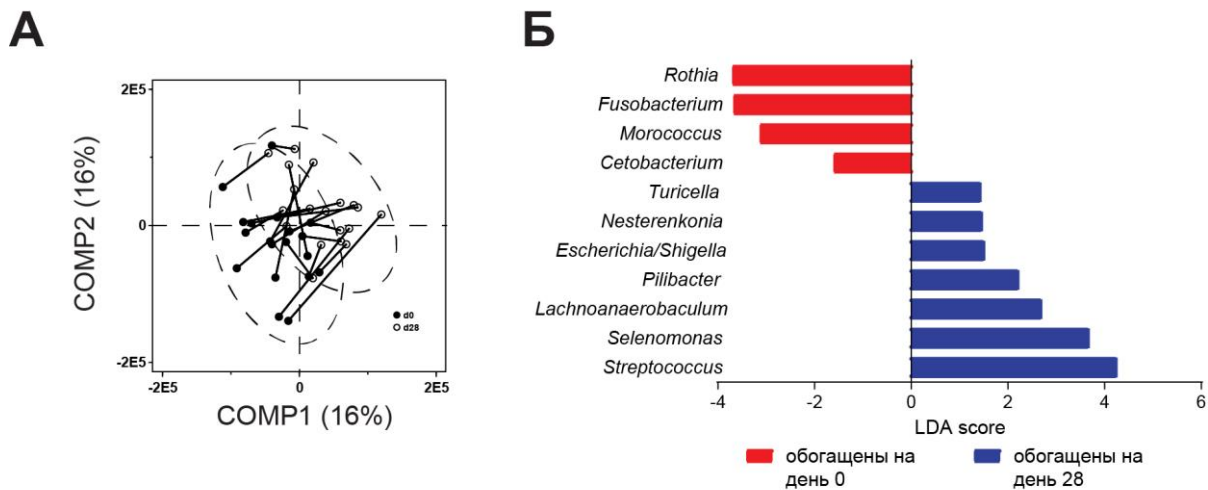 А
2E5
0
-2E5
COMP2 (16%)
d0
d28
-2E5
0
2E5
COMP1 (16%)
Б
Rothia
Fusobacterium
Morococcus
Cetobacterium
Turicella
Nesterenkonia
Escherichia/Shigella
Pilibacter
Lachnoanaerobaculum
Selenomonas
Streptococcus
-4 -2 0 2 4 6
LDA score
обогащены на
день 0
обогащены на
день 28